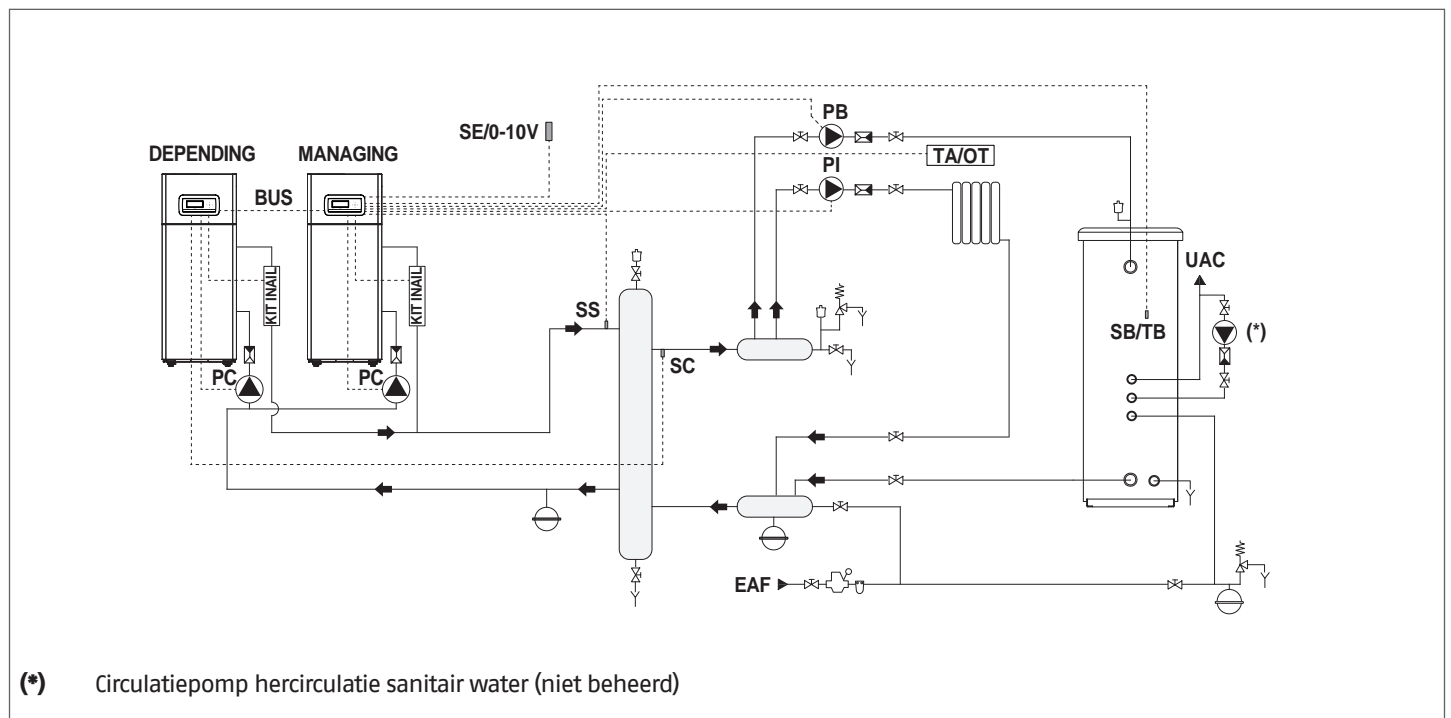 PB
SE/0-10V
DEPENDING MANAGING
TA/OT
PI
BUS
UAC
KIT INAIL KIT INAIL
SS
SB/TB (*)
SC
PC PC
EAF
(*) Circulatiepomp hercirculatie sanitair water (niet beheerd)